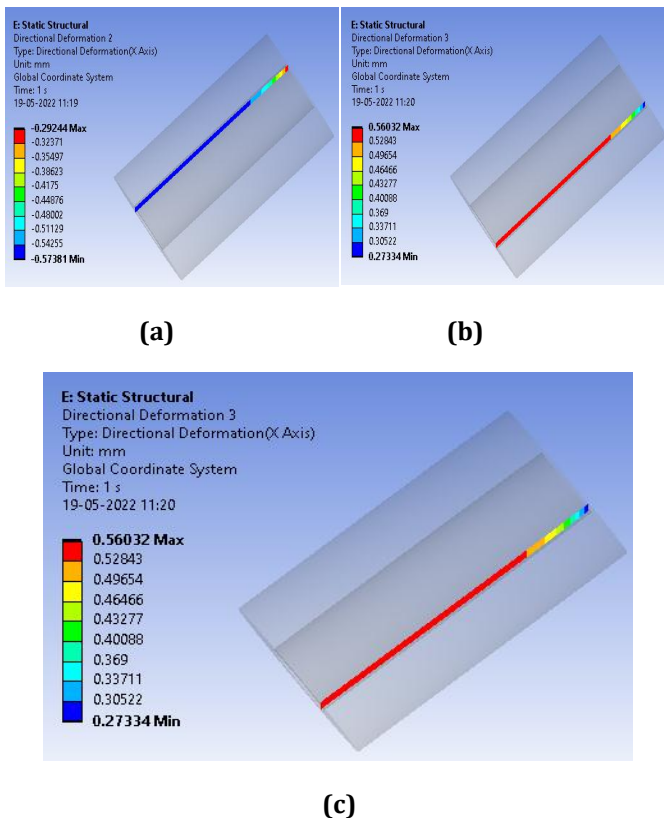 E: Static Structural
Directional Deformation 2
Type: Directional Deformation(X Axis)
Unit: mm
Global Coordinate System
Time: 1 s
19-05-2022 11:19
-0.29244 Max
-0.32371
-0.35497
-0.38623
-0.4175
-0.44876
-0.48002
-0.51129
-0.54255
-0.57381 Min
(a)
E: Static Structural
Directional Deformation 3
Type: Directional Deformation(X Axis)
Unit: mm
Global Coordinate System
Time: 1 s
19-05-2022 11:20
0.56032 Max
0.52843
0.49654
0.46466
0.43277
0.40088
0.369
0.33711
0.30522
0.27334 Min
(b)
E: Static Structural
Directional Deformation 3
Type: Directional Deformation(X Axis)
Unit: mm
Global Coordinate System
Time: 1 s
19-05-2022 11:20
0.56032 Max
0.52843
0.49654
0.46466
0.43277
0.40088
0.369
0.33711
0.30522
0.27334 Min
(c)